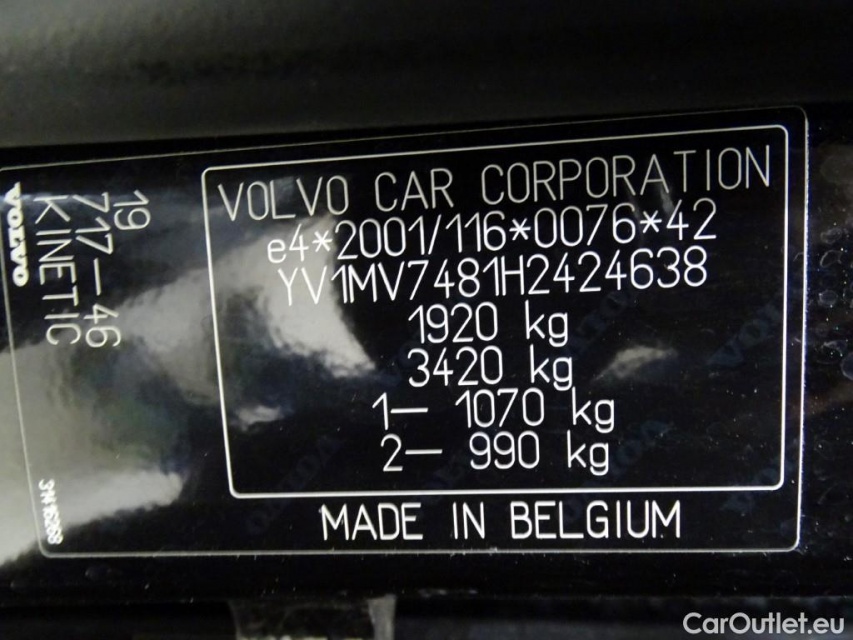 VOLVO CAR CORPORATION
e4*2001/116*0076*42
YV1MV7481H2424638
1920 kg
3420 kg
1— 1070 kg
2— 990 kg
MADE IN BELGIUM
19
717—46
KINETIC
VOLVO
CarOutlet.eu